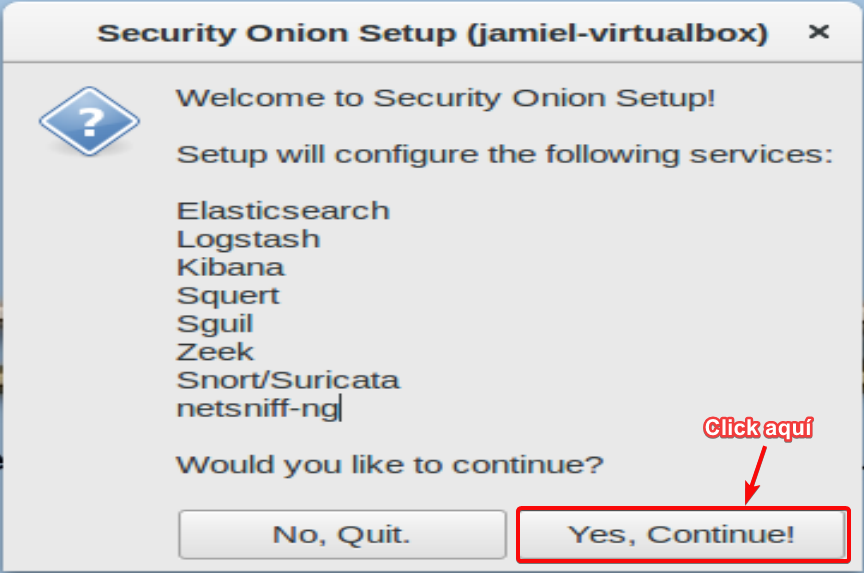 Security Onion Setup (jamiel-virtualbox) ×
?
Welcome to Security Onion Setup!
Setup will configure the following services:
Elasticsearch
Logstash
Kibana
Squert
Sguil
Zeek
Snort/Suricata
netsniff-ng
Click aquí
Would you like to continue?
No, Quit.
Yes, Continue!